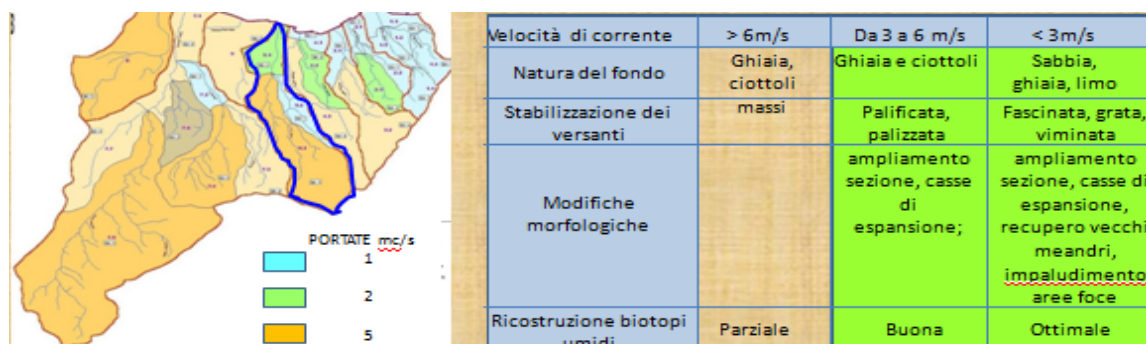 PORTATE mc/s
1
2
5
Velocità di corrente
> 6m/s
Da 3 a 6 m/s
< 3m/s
Natura del fondo
Ghiaia,
ciottoli
massi
Ghiaia e ciottoli
Sabbia,
ghiaia, limo
Stabilizzazione dei
versanti
Palificata,
palizzata
Fascinata, grata,
viminata
Modifiche
morfologiche
ampliamento
sezione, casse
di
espansione;
ampliamento
sezione, casse di
espansione,
recupero vecchi
meandri,
impaludimento
aree foce
Ricostruzione biotopi
umidi
Parziale
Buona
Ottimale